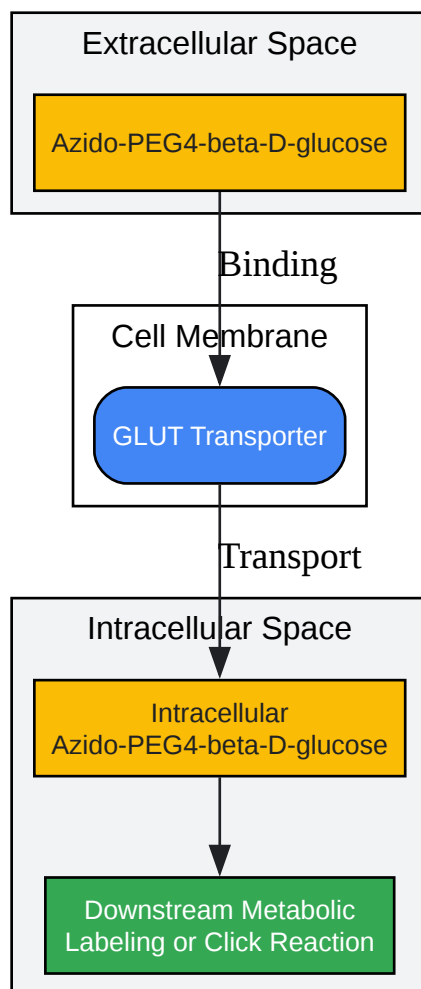 Extracellular Space
Azido-PEG4-beta-D-glucose
Binding
Cell Membrane
GLUT Transporter
Transport
Intracellular Space
Intracellular
Azido-PEG4-beta-D-glucose
Downstream Metabolic
Labeling or Click Reaction